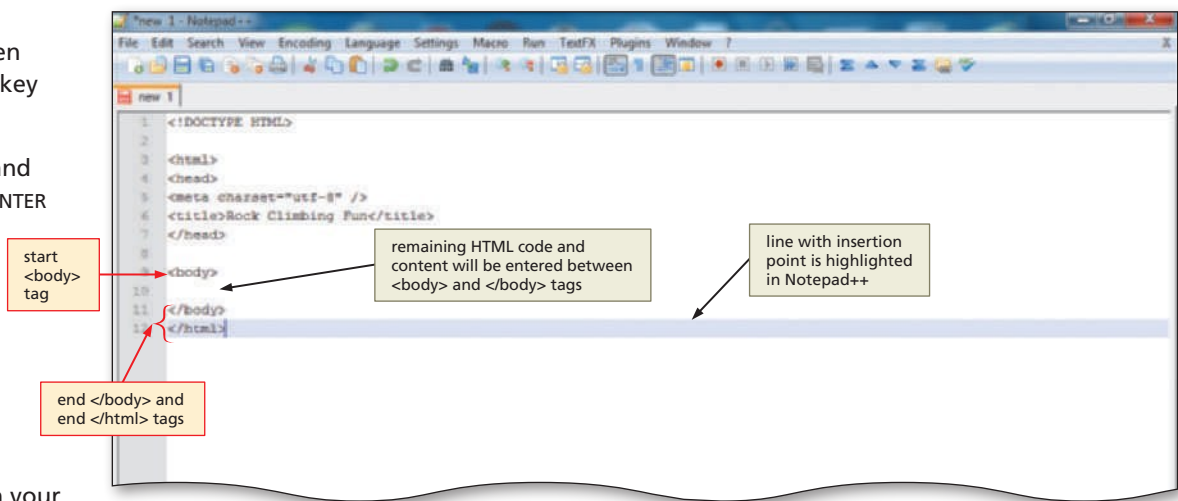 en
key
nd
NTER
n your
*new 1 - Notepad++
File Edit Search View Encoding Language Settings Macro Run TextFX Plugins Window ?
X
new 1
1 <!DOCTYPE HTML>
2
3 <html>
4 <head>
5 <meta charset="utf-8" />
6 <title>Rock Climbing Fun</title>
7 </head>
8
9 <body>
10
11 </body>
12 </html>
start
<body>
tag
remaining HTML code and
content will be entered between
<body> and </body> tags
line with insertion
point is highlighted
in Notepad++
end </body> and
end </html> tags